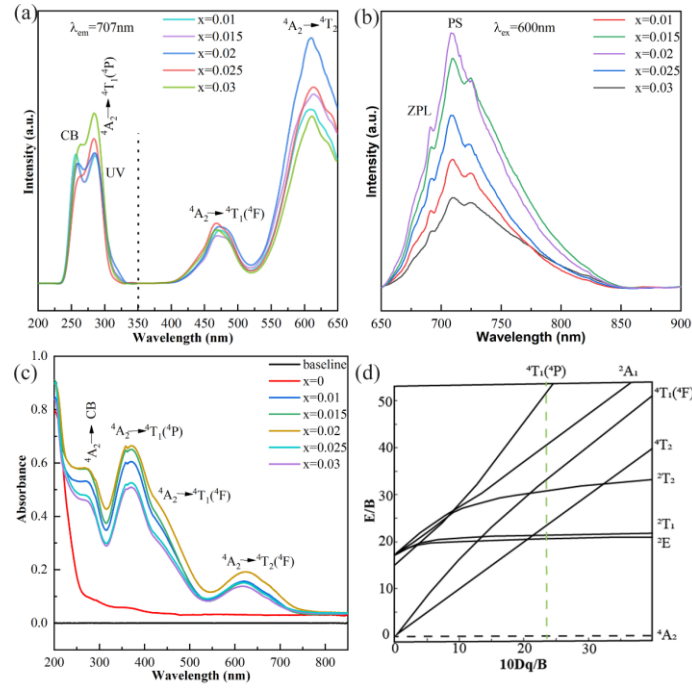 (a)
λem=707nm
x=0.01
x=0.015
x=0.02
x=0.025
x=0.03
⁴A₂→⁴T₂
⁴A₂→⁴T₁(⁴P)
CB
UV
⁴A₂→⁴T₁(⁴F)
Intensity (a.u.)
200 250 300 350 400 450 500 550 600 650
Wavelength (nm)
(b)
λex=600nm
x=0.01
x=0.015
x=0.02
x=0.025
x=0.03
PS
ZPL
Intensity (a.u.)
650 700 750 800 850 900
Wavelength (nm)
(c)
baseline
x=0
x=0.01
x=0.015
x=0.02
x=0.025
x=0.03
⁴A₂→CB
⁴A₂→⁴T₁(⁴P)
⁴A₂→⁴T₁(⁴F)
⁴A₂→⁴T₂(⁴F)
Absorbance
0.8
0.6
0.4
0.2
0.0
200 300 400 500 600 700 800
Wavelength (nm)
(d)
⁴T₁(⁴P) ²A₁
⁴T₁(⁴F)
⁴T₂
²T₂
²T₁
²E
⁴A₂
E/B
50
40
30
20
10
0
0 10 20 30
10Dq/B